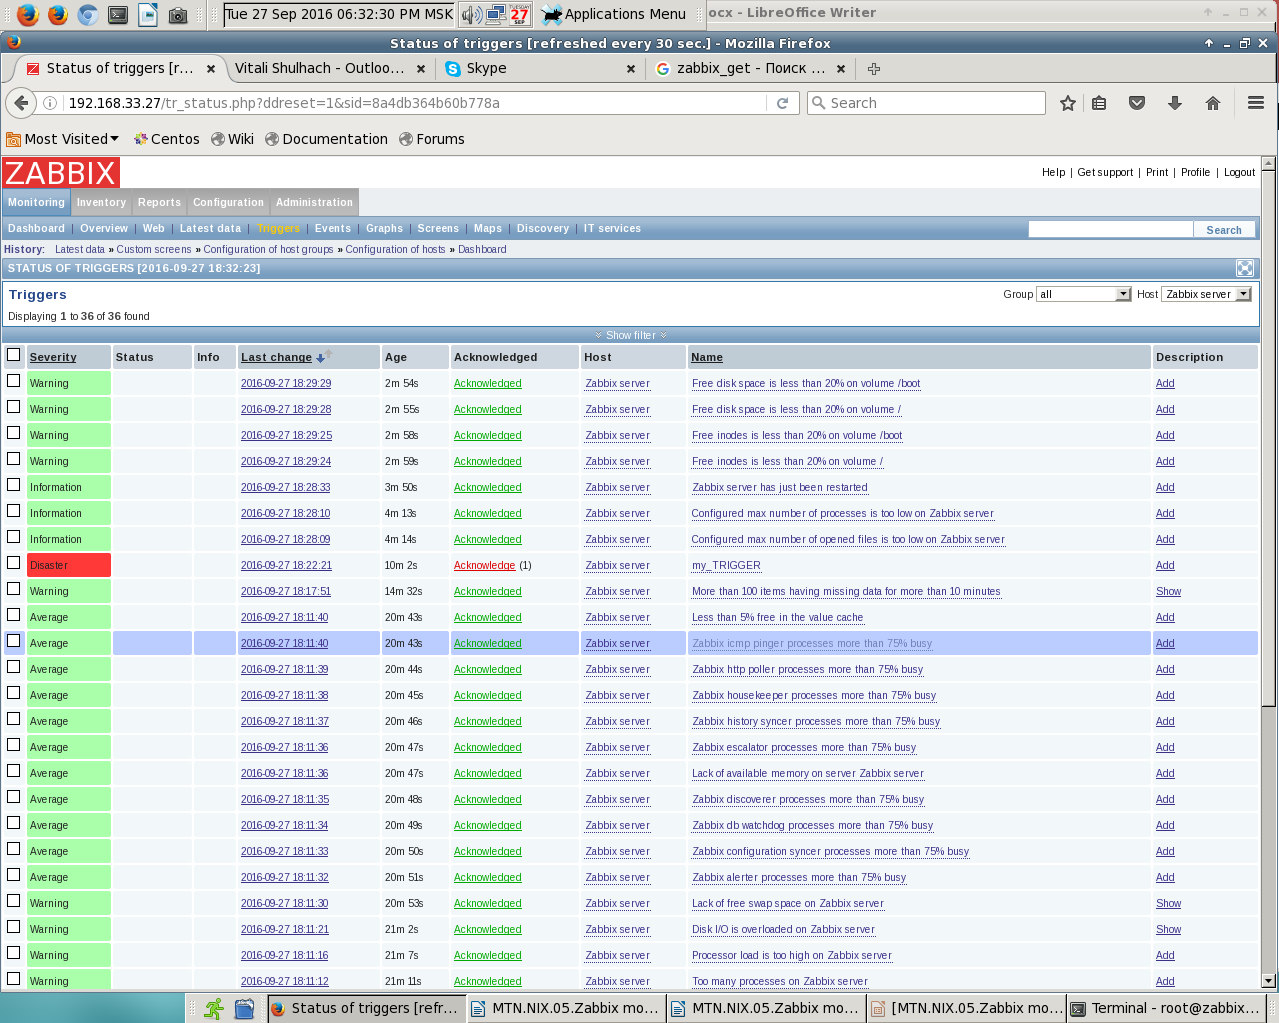 Tue 27 Sep 2016 06:32:30 PM MSK TUESDAY 27 SEP Applications Menu ocx - LibreOffice Writer
Status of triggers [refreshed every 30 sec.] - Mozilla Firefox
Status of triggers [r... Vitali Shulhach - Outloo... Skype zabbix_get - Поиск ...
192.168.33.27/tr_status.php?ddreset=1&sid=8a4db364b60b778a Search
Most Visited Centos Wiki Documentation Forums
ZABBIX
Help | Get support | Print | Profile | Logout
Monitoring Inventory Reports Configuration Administration
Dashboard | Overview | Web | Latest data | Triggers | Events | Graphs | Screens | Maps | Discovery | IT services Search
History: Latest data » Custom screens » Configuration of host groups » Configuration of hosts » Dashboard
STATUS OF TRIGGERS [2016-09-27 18:32:23]
Triggers Group all Host Zabbix server
Displaying 1 to 36 of 36 found
Show filter
Severity Status Info Last change Age Acknowledged Host Name Description
Warning 2016-09-27 18:29:29 2m 54s Acknowledged Zabbix server Free disk space is less than 20% on volume /boot Add
Warning 2016-09-27 18:29:28 2m 55s Acknowledged Zabbix server Free disk space is less than 20% on volume / Add
Warning 2016-09-27 18:29:25 2m 58s Acknowledged Zabbix server Free inodes is less than 20% on volume /boot Add
Warning 2016-09-27 18:29:24 2m 59s Acknowledged Zabbix server Free inodes is less than 20% on volume / Add
Information 2016-09-27 18:28:33 3m 50s Acknowledged Zabbix server Zabbix server has just been restarted Add
Information 2016-09-27 18:28:10 4m 13s Acknowledged Zabbix server Configured max number of processes is too low on Zabbix server Add
Information 2016-09-27 18:28:09 4m 14s Acknowledged Zabbix server Configured max number of opened files is too low on Zabbix server Add
Disaster 2016-09-27 18:22:21 10m 2s Acknowledge (1) Zabbix server my_TRIGGER Add
Warning 2016-09-27 18:17:51 14m 32s Acknowledged Zabbix server More than 100 items having missing data for more than 10 minutes Show
Average 2016-09-27 18:11:40 20m 43s Acknowledged Zabbix server Less than 5% free in the value cache Add
Average 2016-09-27 18:11:40 20m 43s Acknowledged Zabbix server Zabbix icmp pinger processes more than 75% busy Add
Average 2016-09-27 18:11:39 20m 44s Acknowledged Zabbix server Zabbix http poller processes more than 75% busy Add
Average 2016-09-27 18:11:38 20m 45s Acknowledged Zabbix server Zabbix housekeeper processes more than 75% busy Add
Average 2016-09-27 18:11:37 20m 46s Acknowledged Zabbix server Zabbix history syncer processes more than 75% busy Add
Average 2016-09-27 18:11:36 20m 47s Acknowledged Zabbix server Zabbix escalator processes more than 75% busy Add
Average 2016-09-27 18:11:36 20m 47s Acknowledged Zabbix server Lack of available memory on server Zabbix server Add
Average 2016-09-27 18:11:35 20m 48s Acknowledged Zabbix server Zabbix discoverer processes more than 75% busy Add
Average 2016-09-27 18:11:34 20m 49s Acknowledged Zabbix server Zabbix db watchdog processes more than 75% busy Add
Average 2016-09-27 18:11:33 20m 50s Acknowledged Zabbix server Zabbix configuration syncer processes more than 75% busy Add
Average 2016-09-27 18:11:32 20m 51s Acknowledged Zabbix server Zabbix alerter processes more than 75% busy Add
Warning 2016-09-27 18:11:30 20m 53s Acknowledged Zabbix server Lack of free swap space on Zabbix server Show
Warning 2016-09-27 18:11:21 21m 2s Acknowledged Zabbix server Disk I/O is overloaded on Zabbix server Show
Warning 2016-09-27 18:11:16 21m 7s Acknowledged Zabbix server Processor load is too high on Zabbix server Add
Warning 2016-09-27 18:11:12 21m 11s Acknowledged Zabbix server Too many processes on Zabbix server Add
Status of triggers [refr... MTN.NIX.05.Zabbix mo... MTN.NIX.05.Zabbix mo... [MTN.NIX.05.Zabbix mo... Terminal - root@zabbix...